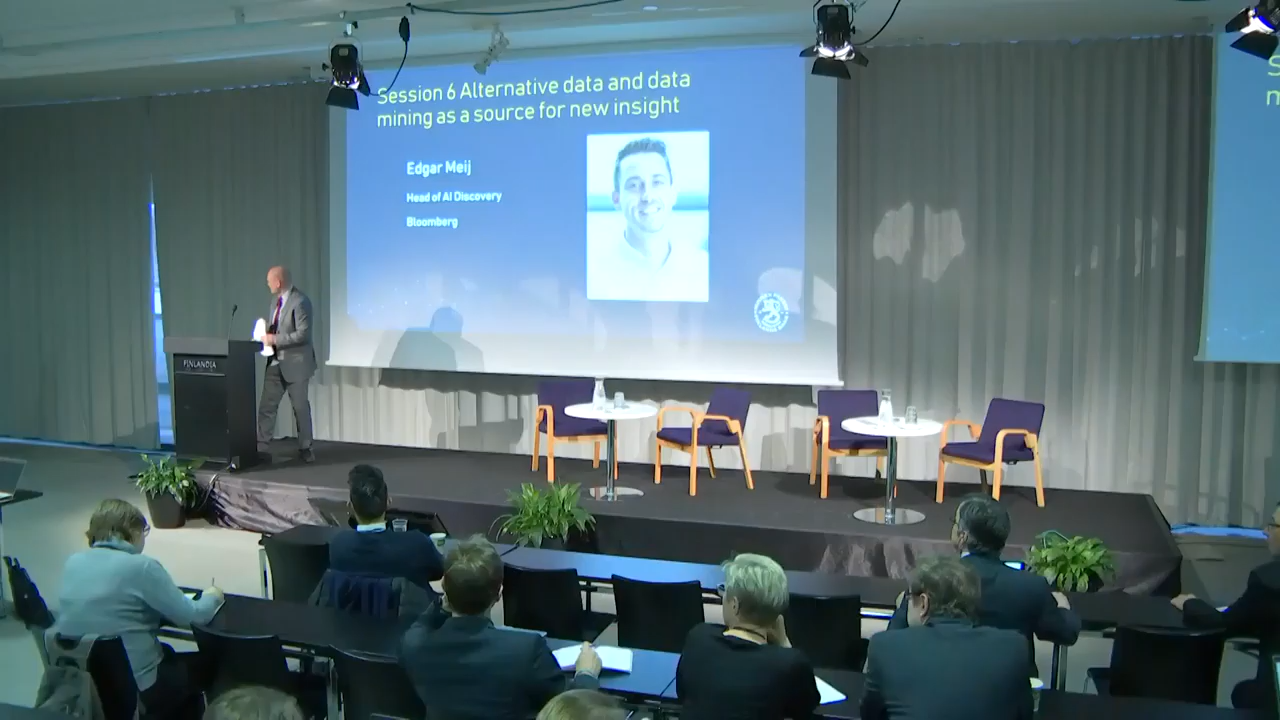 Session 6 Alternative data and data
mining as a source for new insight
Edgar Meij
Head of AI Discovery
Bloomberg
FINLANDIA
S
m